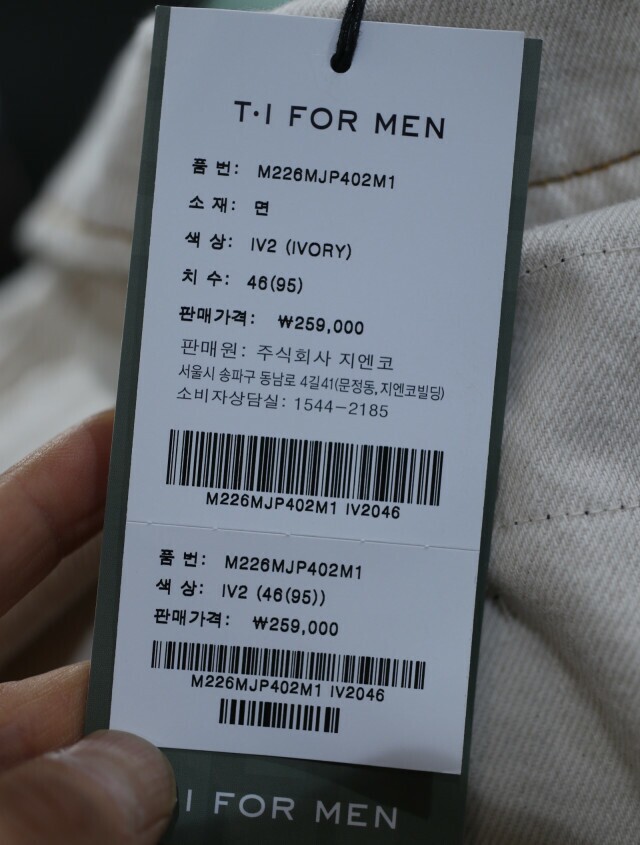 T·I FOR MEN
품 번: M226MJP402M1
소 재: 면
색 상: IV2 (IVORY)
치 수: 46(95)
판매가격: ₩259,000
판매원: 주식회사 지엔코
서울시 송파구 동남로 4길41(문정동, 지엔코빌딩)
소비자상담실: 1544-2185
M226MJP402M1 IV2046
품 번: M226MJP402M1
색 상: IV2 (46(95))
판매가격: ₩259,000
M226MJP402M1 IV2046
I FOR MEN